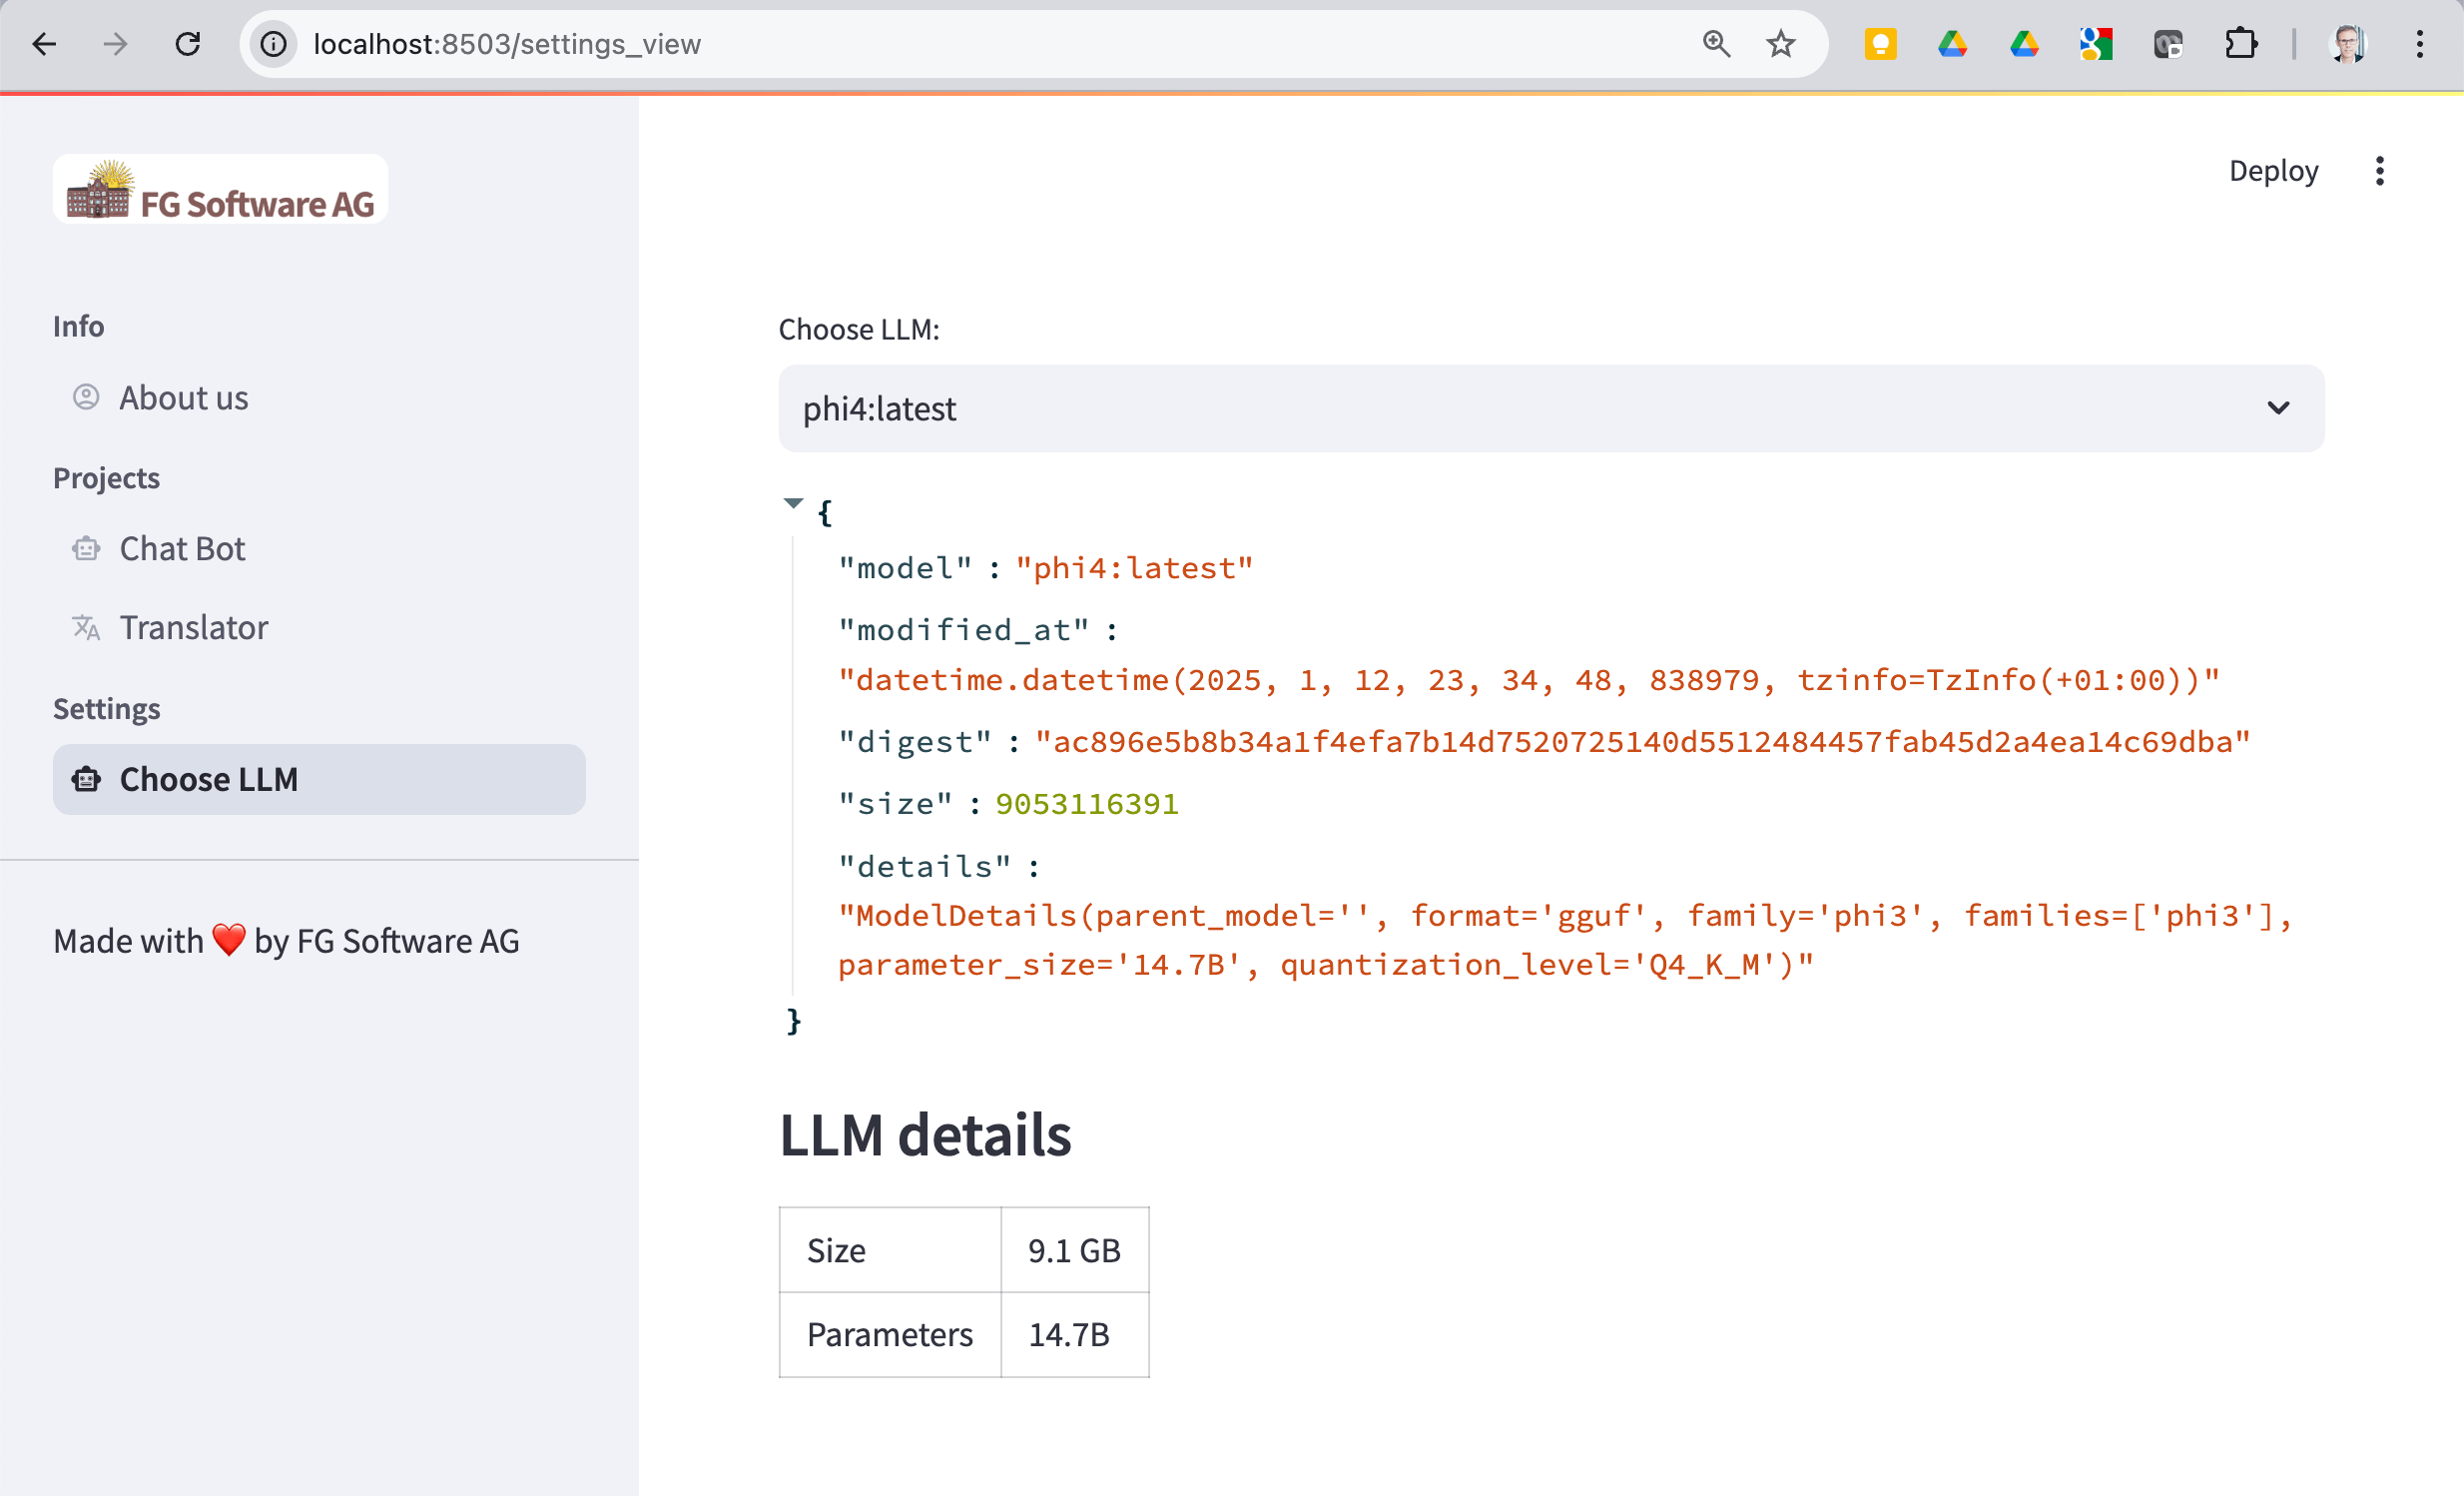 localhost:8503/settings_view
FG Software AG
Info
About us
Projects
Chat Bot
Translator
Settings
Choose LLM
Made with ❤️ by FG Software AG
Deploy
Choose LLM:
phi4:latest
{
"model" : "phi4:latest"
"modified_at" :
"datetime.datetime(2025, 1, 12, 23, 34, 48, 838979, tzinfo=TzInfo(+01:00))"
"digest" : "ac896e5b8b34a1f4efa7b14d7520725140d5512484457fab45d2a4ea14c69dba"
"size" : 9053116391
"details" :
"ModelDetails(parent_model='', format='gguf', family='phi3', families=['phi3'],
parameter_size='14.7B', quantization_level='Q4_K_M')"
}
LLM details
Size 9.1 GB
Parameters 14.7B